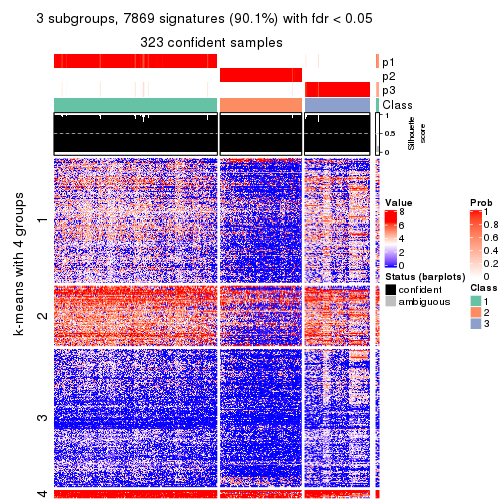 3 subgroups, 7869 signatures (90.1%) with fdr < 0.05
323 confident samples
p1
p2
p3
Class
1
0.5
0
Silhouette
score
k-means with 4 groups
1
2
3
4
Value
8
6
4
2
0
Status (barplots)
confident
ambiguous
Prob
1
0.8
0.6
0.4
0.2
0
Class
1
2
3